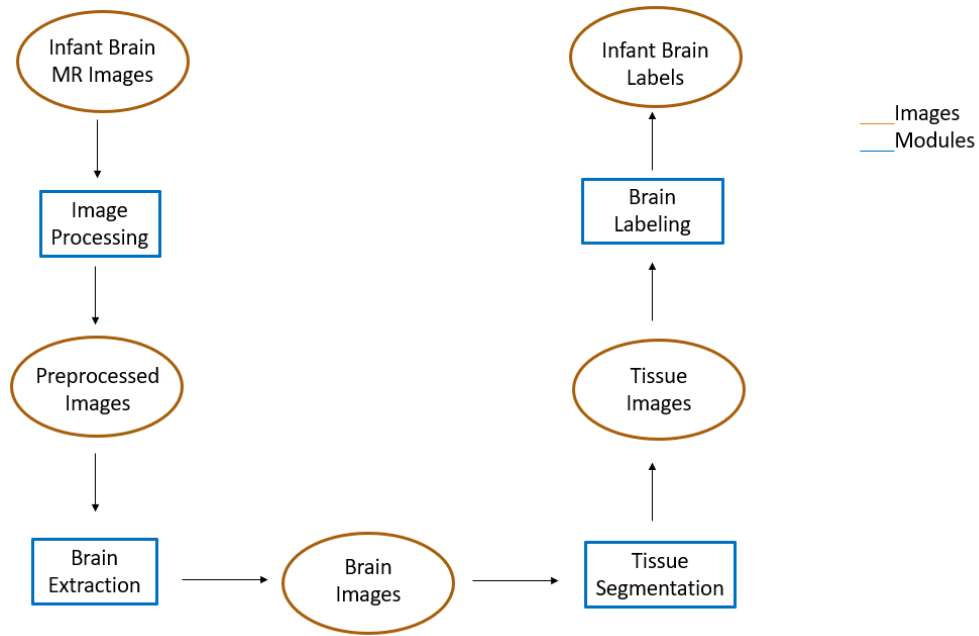 Infant Brain
MR Images
Image
Processing
Preprocessed
Images
Brain
Extraction
Brain
Images
Tissue
Segmentation
Tissue
Images
Brain
Labeling
Infant Brain
Labels
Images
Modules